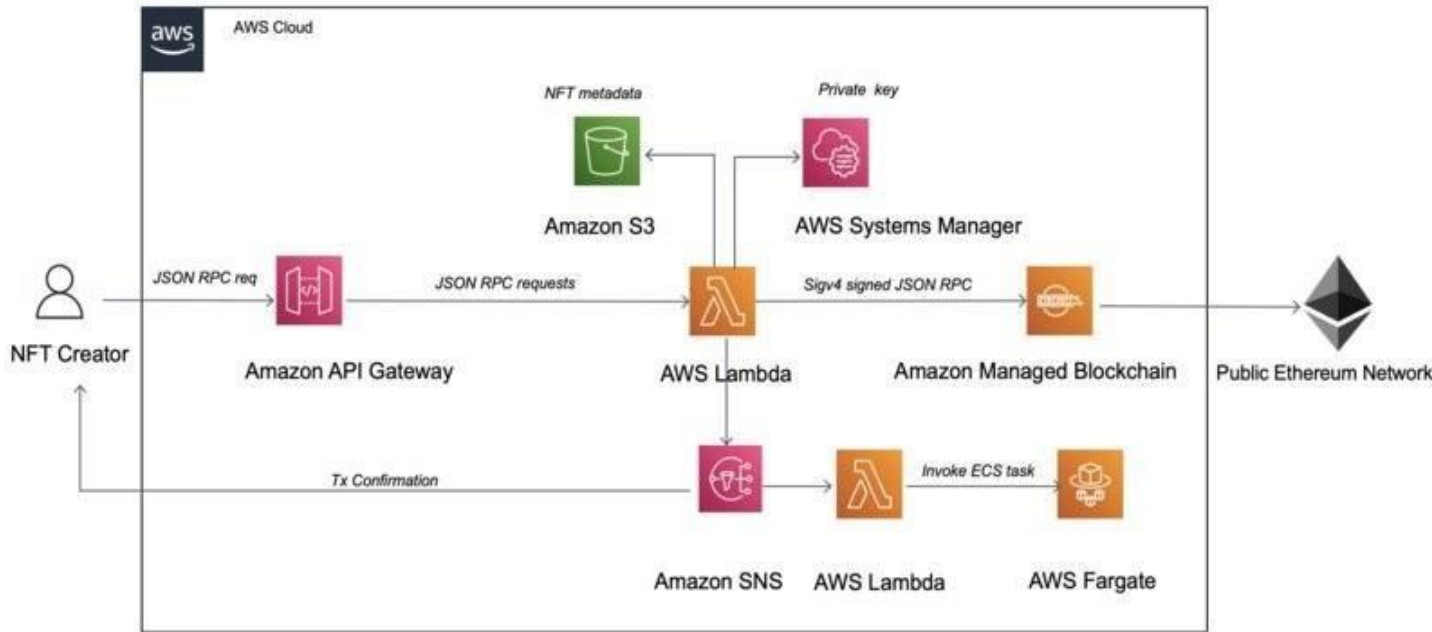 aws
AWS Cloud
NFT metadata
Private key
Amazon S3
AWS Systems Manager
JSON RPC req
JSON RPC requests
Sigv4 signed JSON RPC
NFT Creator
Amazon API Gateway
AWS Lambda
Amazon Managed Blockchain
Public Ethereum Network
Tx Confirmation
Invoke ECS task
Amazon SNS
AWS Lambda
AWS Fargate